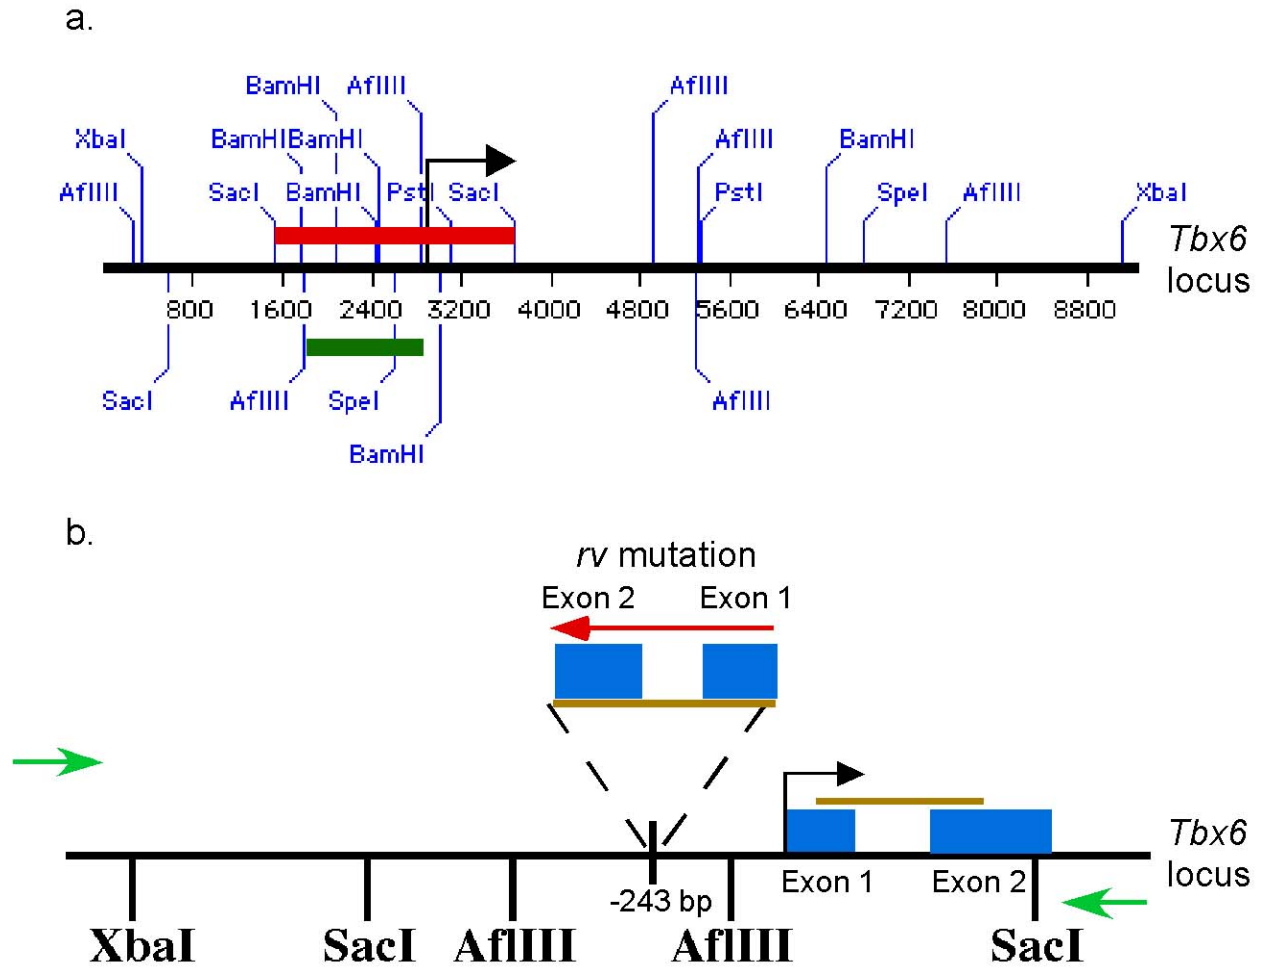 a.
BamHI AflIII AflIII
XbaI BamHI BamHI AflIII BamHI
AflIII SacI BamHI PstI SacI PstI SpeI AflIII XbaI
Tbx6
locus
800 1600 2400 3200 4000 4800 5600 6400 7200 8000 8800
SacI AflIII SpeI AflIII
BamHI
b.
rv mutation
Exon 2 Exon 1
Tbx6
locus
Exon 1 Exon 2
-243 bp
XbaI SacI AflIII AflIII SacI